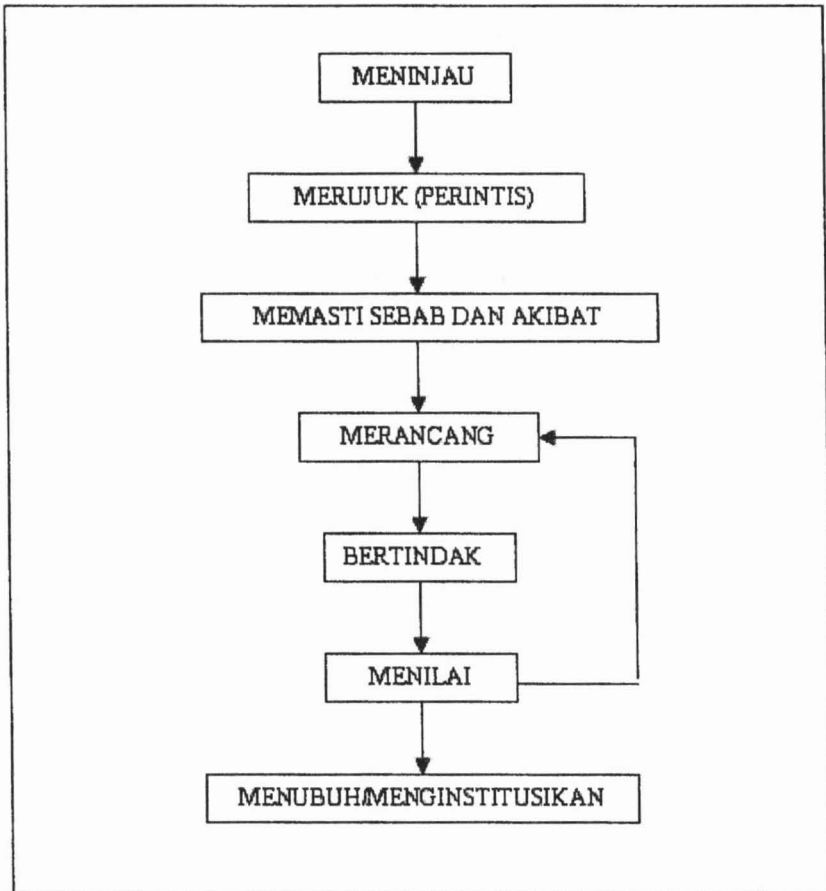 MENINJAU
MERUJUK (PERINTIS)
MEMASTI SEBAB DAN AKIBAT
MERANCANG
BERTINDAK
MENILAI
MENUBUH/MENGINSTITUSIKAN